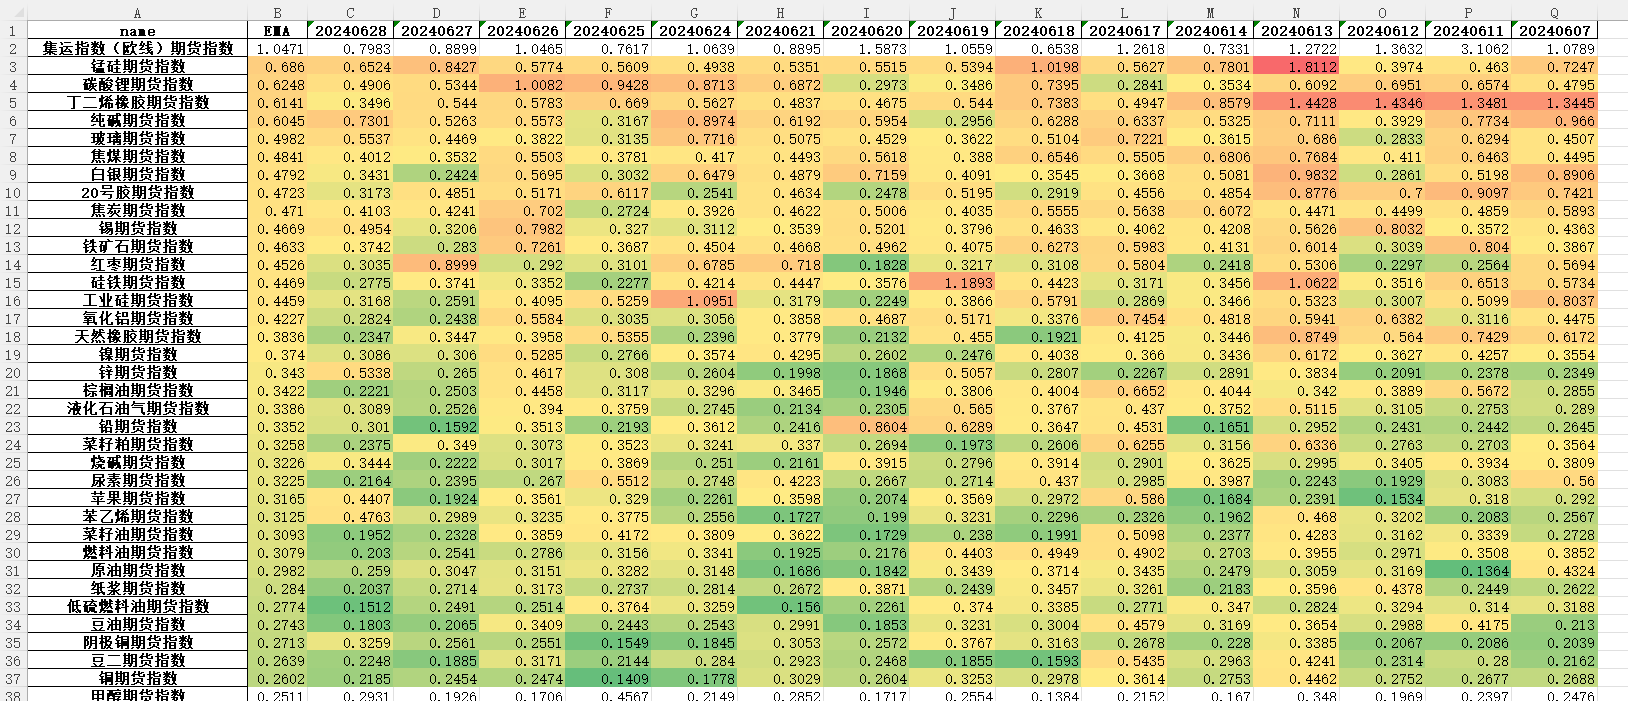 A B C D E F G H I J K L M N O P Q
1 name EMA 20240628 20240627 20240626 20240625 20240624 20240621 20240620 20240619 20240618 20240617 20240614 20240613 20240612 20240611 20240607
2 集运指数（欧线）期货指数 1.0471 0.7983 0.8899 1.0465 0.7617 1.0639 0.8895 1.5873 1.0559 0.6538 1.2618 0.7331 1.2722 1.3632 3.1062 1.0789
3 锰硅期货指数 0.686 0.6524 0.8427 0.5774 0.5609 0.4938 0.5351 0.5515 0.5394 1.0198 0.5627 0.7801 1.8112 0.3974 0.463 0.7247
4 碳酸锂期货指数 0.6248 0.4906 0.5344 1.0082 0.9428 0.8713 0.6872 0.2973 0.3486 0.7395 0.2841 0.3534 0.6092 0.6951 0.6574 0.4795
5 丁二烯橡胶期货指数 0.6141 0.3496 0.544 0.5783 0.669 0.5627 0.4837 0.4675 0.544 0.7383 0.4947 0.8579 1.4428 1.4346 1.3481 1.3445
6 纯碱期货指数 0.6045 0.7301 0.5263 0.5573 0.3167 0.8974 0.6192 0.5954 0.2956 0.6288 0.6337 0.5325 0.7111 0.3929 0.7734 0.966
7 玻璃期货指数 0.4982 0.5537 0.4469 0.3822 0.3135 0.7716 0.5075 0.4529 0.3622 0.5104 0.7221 0.3615 0.686 0.2833 0.6294 0.4507
8 焦煤期货指数 0.4841 0.4012 0.3532 0.5503 0.3781 0.417 0.4493 0.5618 0.388 0.6546 0.5505 0.6806 0.7684 0.411 0.6463 0.4495
9 白银期货指数 0.4792 0.3431 0.2424 0.5695 0.3032 0.6479 0.4879 0.7159 0.4091 0.3545 0.3668 0.5081 0.9832 0.2861 0.5198 0.8906
10 20号胶期货指数 0.4723 0.3173 0.4851 0.5171 0.6117 0.2541 0.4634 0.2478 0.5195 0.2919 0.4556 0.4854 0.8776 0.7 0.9097 0.7421
11 焦炭期货指数 0.471 0.4103 0.4241 0.702 0.2724 0.3926 0.4622 0.5006 0.4035 0.5555 0.5638 0.6072 0.4471 0.4499 0.4859 0.5893
12 锡期货指数 0.4669 0.4954 0.3206 0.7982 0.327 0.3112 0.3539 0.5201 0.3796 0.4633 0.4062 0.4208 0.5626 0.8032 0.3572 0.4363
13 铁矿石期货指数 0.4633 0.3742 0.283 0.7261 0.3687 0.4504 0.4668 0.4962 0.4075 0.6273 0.5983 0.4131 0.6014 0.3039 0.804 0.3867
14 红枣期货指数 0.4526 0.3035 0.8999 0.292 0.3101 0.6785 0.718 0.1828 0.3217 0.3108 0.5804 0.2418 0.5306 0.2297 0.2564 0.5694
15 硅铁期货指数 0.4469 0.2775 0.3741 0.3352 0.2277 0.4214 0.4447 0.3576 1.1893 0.4423 0.3171 0.3456 1.0622 0.3516 0.6513 0.5734
16 工业硅期货指数 0.4459 0.3168 0.2591 0.4095 0.5259 1.0951 0.3179 0.2249 0.3866 0.5791 0.2869 0.3466 0.5323 0.3007 0.5099 0.8037
17 氧化铝期货指数 0.4227 0.2824 0.2438 0.5584 0.3035 0.3056 0.3858 0.4687 0.5171 0.3376 0.7454 0.4818 0.5941 0.6382 0.3116 0.4475
18 天然橡胶期货指数 0.3836 0.2347 0.3447 0.3958 0.5355 0.2396 0.3779 0.2132 0.455 0.1921 0.4125 0.3446 0.8749 0.564 0.7429 0.6172
19 镍期货指数 0.374 0.3086 0.306 0.5285 0.2766 0.3574 0.4295 0.2602 0.2476 0.4038 0.366 0.3436 0.6172 0.3627 0.4257 0.3554
20 锌期货指数 0.343 0.5338 0.265 0.4617 0.308 0.2604 0.1998 0.1868 0.5057 0.2807 0.2267 0.2891 0.3834 0.2091 0.2378 0.2349
21 棕榈油期货指数 0.3422 0.2221 0.2503 0.4458 0.3117 0.3296 0.3465 0.1946 0.3806 0.4004 0.6652 0.4044 0.342 0.3889 0.5672 0.2855
22 液化石油气期货指数 0.3386 0.3089 0.2526 0.394 0.3759 0.2745 0.2134 0.2305 0.565 0.3767 0.437 0.3752 0.5115 0.3105 0.2753 0.289
23 铅期货指数 0.3352 0.301 0.1592 0.3513 0.2193 0.3612 0.2416 0.8604 0.6289 0.3647 0.4531 0.1651 0.2952 0.2431 0.2442 0.2645
24 菜籽粕期货指数 0.3258 0.2375 0.349 0.3073 0.3523 0.3241 0.337 0.2694 0.1973 0.2606 0.6255 0.3156 0.6336 0.2763 0.2703 0.3564
25 烧碱期货指数 0.3226 0.3444 0.2222 0.3017 0.3869 0.251 0.2161 0.3915 0.2796 0.3914 0.2901 0.3625 0.2995 0.3405 0.3934 0.3809
26 尿素期货指数 0.3225 0.2164 0.2395 0.267 0.5512 0.2748 0.4223 0.2667 0.2714 0.437 0.2985 0.3987 0.2243 0.1929 0.3083 0.56
27 苹果期货指数 0.3165 0.4407 0.1924 0.3561 0.329 0.2261 0.3598 0.2074 0.3569 0.2972 0.586 0.1684 0.2391 0.1534 0.318 0.292
28 苯乙烯期货指数 0.3125 0.4763 0.2989 0.3235 0.3775 0.2556 0.1727 0.199 0.3231 0.2296 0.2326 0.1962 0.468 0.3202 0.2083 0.2567
29 菜籽油期货指数 0.3093 0.1952 0.2328 0.3859 0.4172 0.3809 0.3622 0.1729 0.238 0.1991 0.5098 0.2377 0.4283 0.3162 0.3339 0.2728
30 燃料油期货指数 0.3079 0.203 0.2541 0.2786 0.3156 0.3341 0.1925 0.2176 0.4403 0.4949 0.4902 0.2703 0.3955 0.2971 0.3508 0.3852
31 原油期货指数 0.2982 0.259 0.3047 0.3151 0.3282 0.3148 0.1686 0.1842 0.3439 0.3714 0.3435 0.2479 0.3059 0.3169 0.1364 0.4324
32 纸浆期货指数 0.284 0.2037 0.2714 0.3173 0.2737 0.2814 0.2672 0.3871 0.2439 0.3457 0.3261 0.2183 0.3596 0.4378 0.2449 0.2622
33 低硫燃料油期货指数 0.2774 0.1512 0.2491 0.2514 0.3764 0.3259 0.156 0.2261 0.374 0.3385 0.2771 0.347 0.2824 0.3294 0.314 0.3188
34 豆油期货指数 0.2743 0.1803 0.2065 0.3409 0.2443 0.2543 0.2991 0.1853 0.3231 0.3004 0.4579 0.3169 0.3654 0.2988 0.4175 0.213
35 阴极铜期货指数 0.2713 0.3259 0.2561 0.2551 0.1549 0.1845 0.3053 0.2572 0.3767 0.3163 0.2678 0.228 0.3385 0.2067 0.2086 0.2039
36 豆二期货指数 0.2639 0.2248 0.1885 0.3171 0.2144 0.284 0.2923 0.2468 0.1855 0.1593 0.5435 0.2963 0.4241 0.2314 0.28 0.2162
37 铜期货指数 0.2602 0.2185 0.2454 0.2474 0.1409 0.1778 0.3029 0.2604 0.3253 0.2978 0.3614 0.2753 0.4462 0.2752 0.2677 0.2688
38 甲醇期货指数 0.2511 0.2931 0.1926 0.1706 0.4567 0.2149 0.2852 0.1717 0.2554 0.1384 0.2152 0.167 0.348 0.1969 0.2397 0.2476